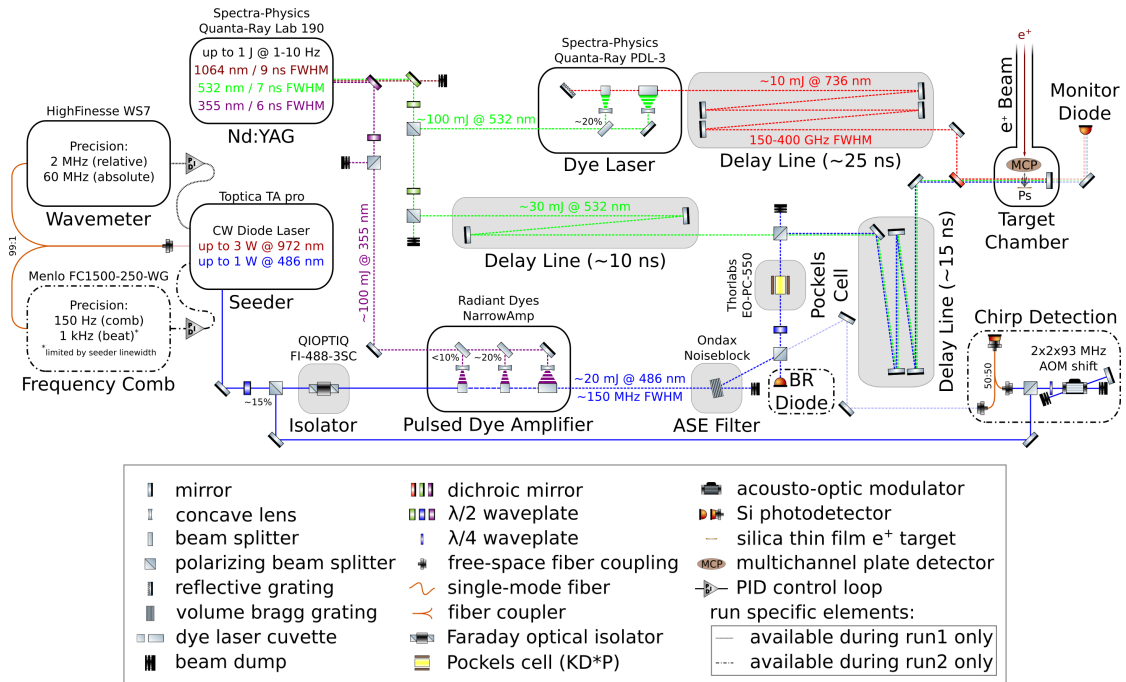 Spectra-Physics
Quanta-Ray Lab 190
up to 1 J @ 1-10 Hz
1064 nm / 9 ns FWHM
532 nm / 7 ns FWHM
355 nm / 6 ns FWHM
Nd:YAG
Spectra-Physics
Quanta-Ray PDL-3
~20%
Dye Laser
~100 mJ @ 532 nm
~10 mJ @ 736 nm
150-400 GHz FWHM
Delay Line (~25 ns)
e⁺
e⁺ Beam
MCP
Ps
Target
Chamber
Monitor
Diode
HighFinesse WS7
Precision:
2 MHz (relative)
60 MHz (absolute)
Wavemeter
PID
Toptica TA pro
CW Diode Laser
up to 3 W @ 972 nm
up to 1 W @ 486 nm
Seeder
99:1
Menlo FC1500-250-WG
Precision:
150 Hz (comb)
1 kHz (beat)*
*limited by seeder linewidth
Frequency Comb
PID
~100 mJ @ 355 nm
~30 mJ @ 532 nm
Delay Line (~10 ns)
Thorlabs
EO-PC-550
Pockels
Cell
Delay Line (~15 ns)
~15%
QIOPTIQ
FI-488-3SC
Isolator
Radiant Dyes
NarrowAmp
<10%
~20%
Pulsed Dye Amplifier
~20 mJ @ 486 nm
~150 MHz FWHM
Ondax
Noiseblock
ASE Filter
BR
Diode
Chirp Detection
50:50
2x2x93 MHz
AOM shift
mirror
concave lens
beam splitter
polarizing beam splitter
reflective grating
volume bragg grating
dye laser cuvette
beam dump
dichroic mirror
λ/2 waveplate
λ/4 waveplate
free-space fiber coupling
single-mode fiber
fiber coupler
Faraday optical isolator
Pockels cell (KD*P)
acousto-optic modulator
Si photodetector
silica thin film e⁺ target
MCP multichannel plate detector
PID PID control loop
run specific elements:
available during run1 only
available during run2 only